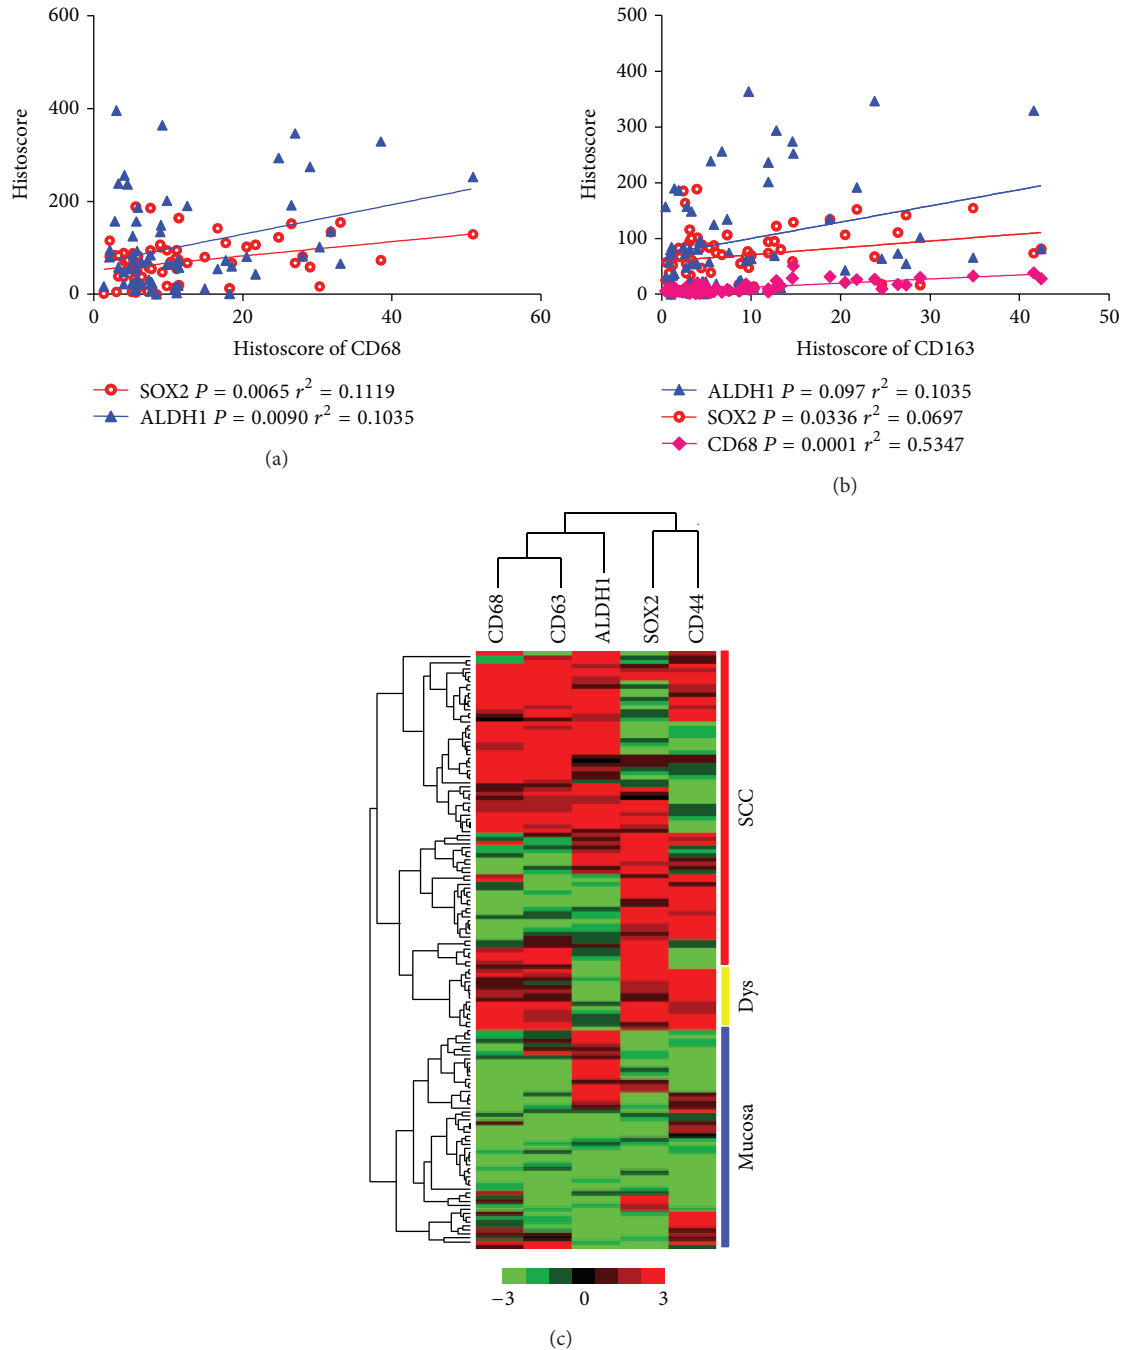 600
400
200
0
Histoscore
0
20
40
60
Histoscore of CD68
SOX2 P = 0.0065 r² = 0.1119
ALDH1 P = 0.0090 r² = 0.1035
(a)
500
400
300
200
100
0
Histoscore
0
10
20
30
40
50
Histoscore of CD163
ALDH1 P = 0.097 r² = 0.1035
SOX2 P = 0.0336 r² = 0.0697
CD68 P = 0.0001 r² = 0.5347
(b)
CD68
CD63
ALDH1
SOX2
CD44
SCC
Dys
Mucosa
−3
0
3
(c)